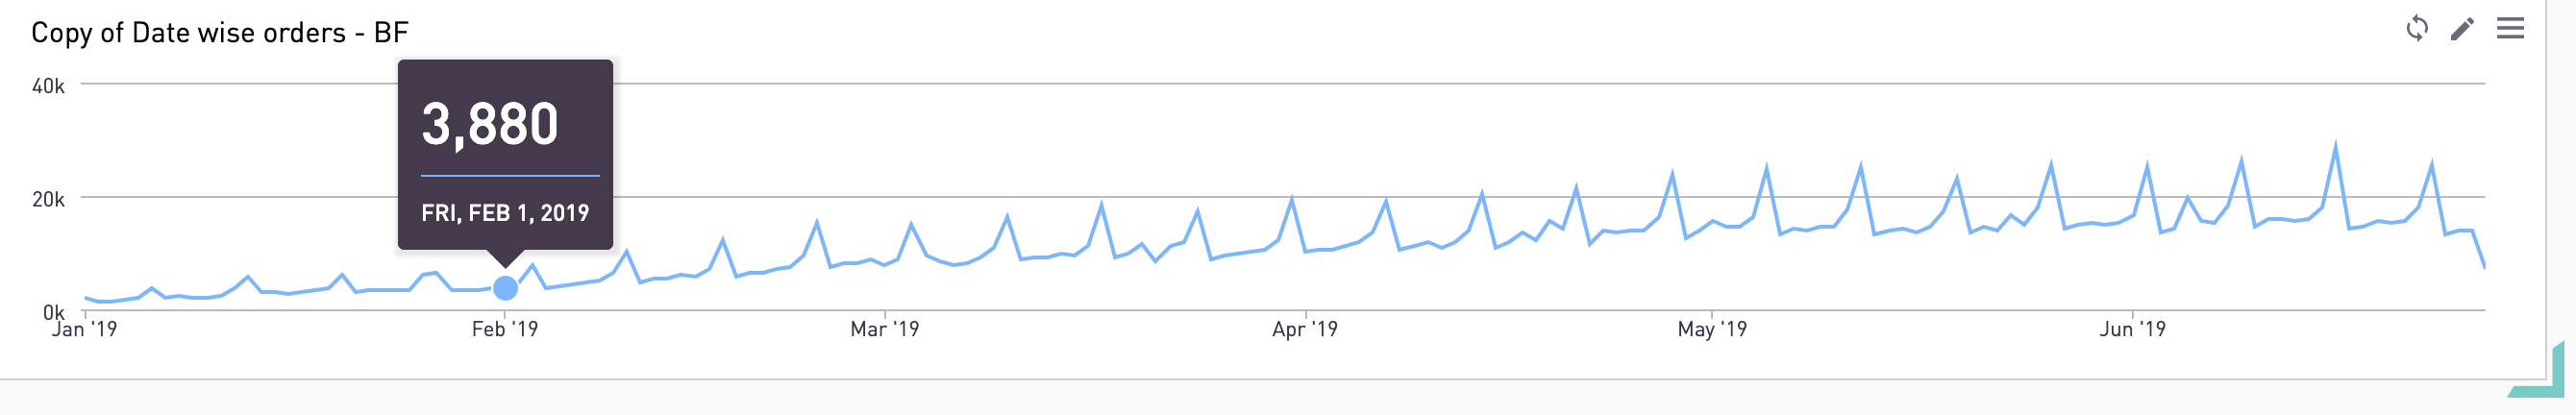 Copy of Date wise orders - BF
40k
3,880
FRI, FEB 1, 2019
20k
0k
Jan '19
Feb '19
Mar '19
Apr '19
May '19
Jun '19